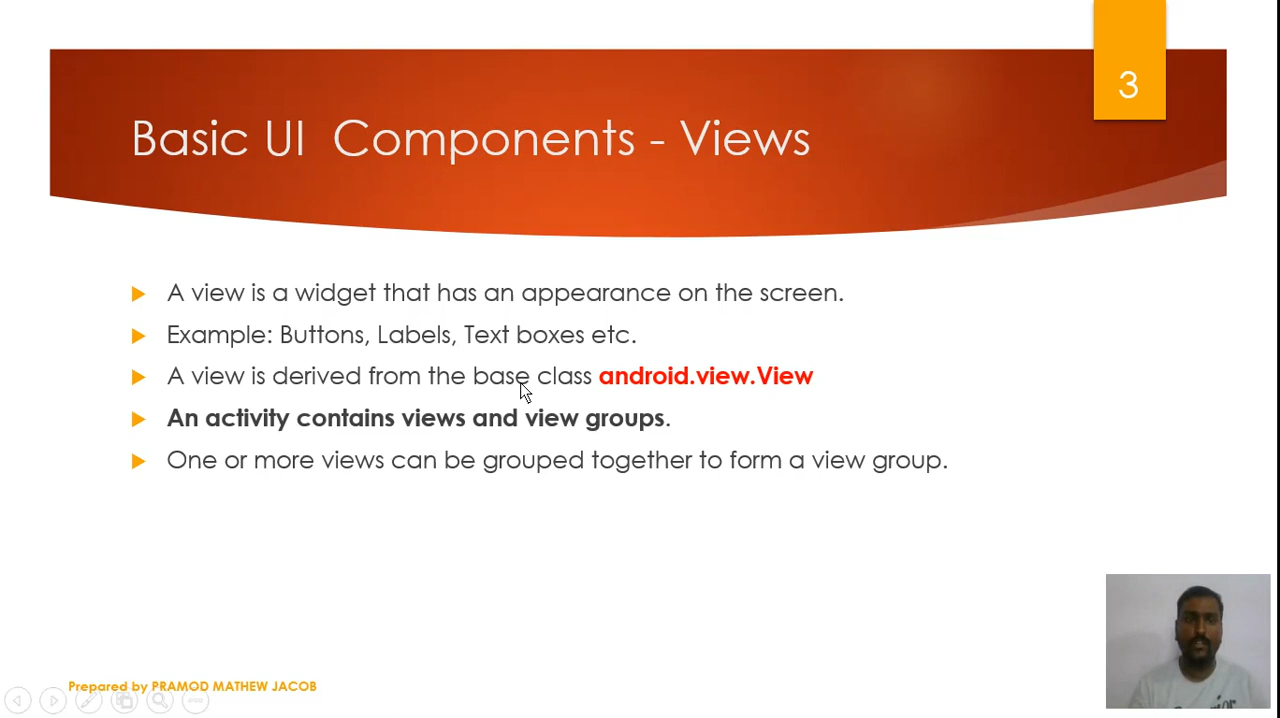 3
Basic UI Components - Views
A view is a widget that has an appearance on the screen.
Example: Buttons, Labels, Text boxes etc.
A view is derived from the base class android.view.View
An activity contains views and view groups.
One or more views can be grouped together to form a view group.
Prepared by PRAMOD MATHEW JACOB